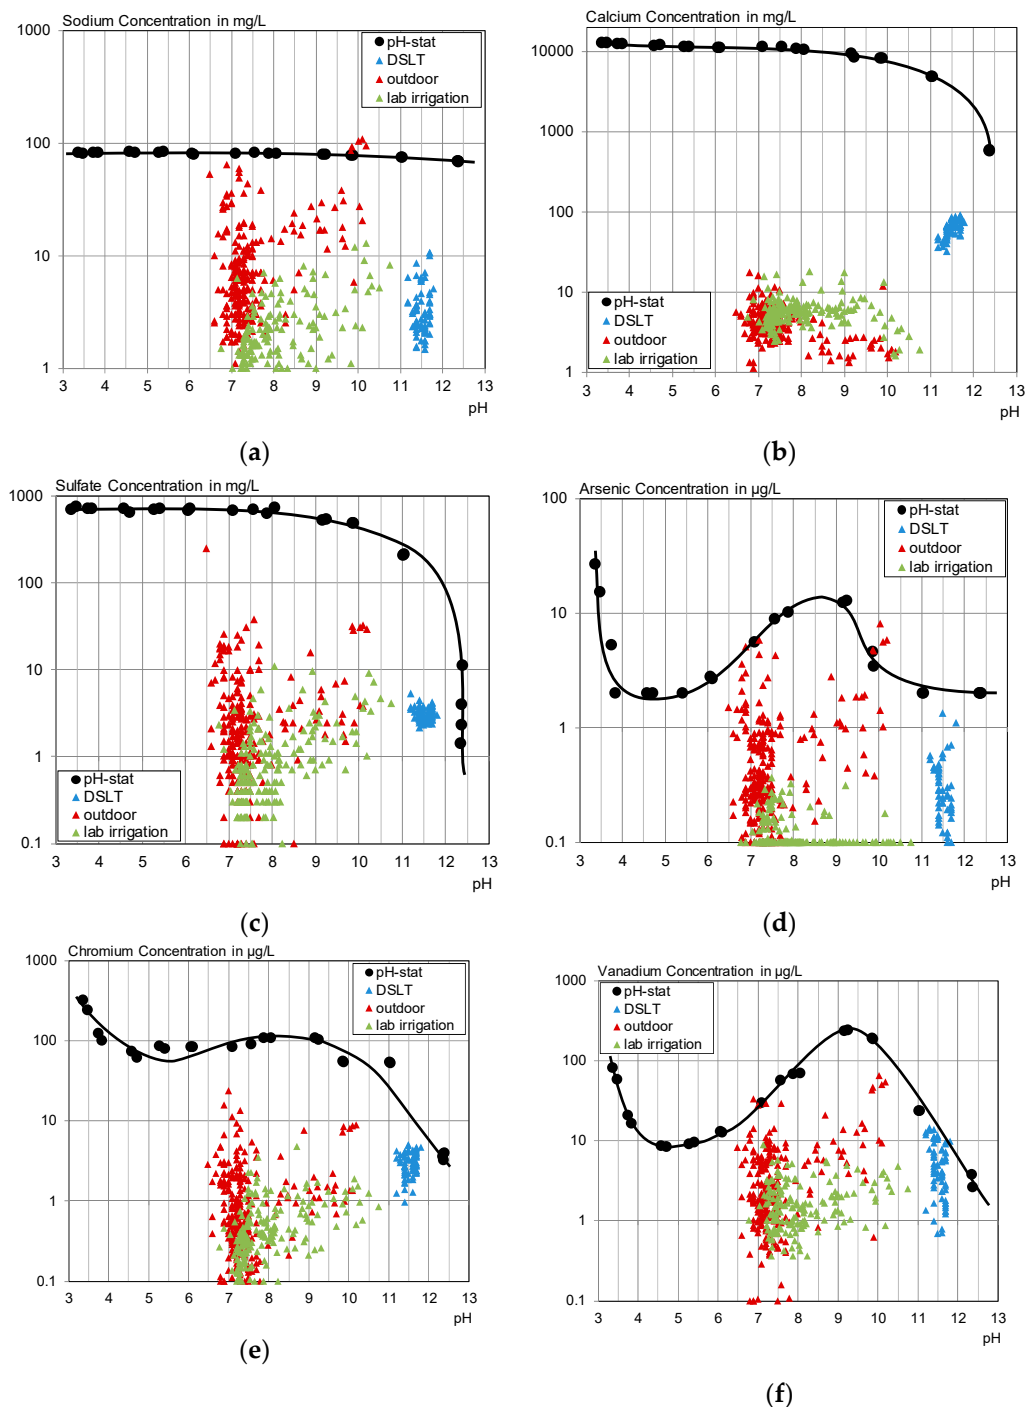 Sodium Concentration in mg/L
1000
100
10
1
pH-stat
DSLT
outdoor
lab irrigation
3 4 5 6 7 8 9 10 11 12 13
pH
(a)
Calcium Concentration in mg/L
10000
1000
100
10
1
pH-stat
DSLT
outdoor
lab irrigation
3 4 5 6 7 8 9 10 11 12 13
pH
(b)
Sulfate Concentration in mg/L
1000
100
10
1
0.1
pH-stat
DSLT
outdoor
lab irrigation
3 4 5 6 7 8 9 10 11 12 13
pH
(c)
Arsenic Concentration in µg/L
100
10
1
0.1
pH-stat
DSLT
outdoor
lab irrigation
3 4 5 6 7 8 9 10 11 12 13
pH
(d)
Chromium Concentration in µg/L
1000
100
10
1
0.1
pH-stat
DSLT
outdoor
lab irrigation
3 4 5 6 7 8 9 10 11 12 13
pH
(e)
Vanadium Concentration in µg/L
1000
100
10
1
0.1
pH-stat
DSLT
outdoor
lab irrigation
3 4 5 6 7 8 9 10 11 12 13
pH
(f)